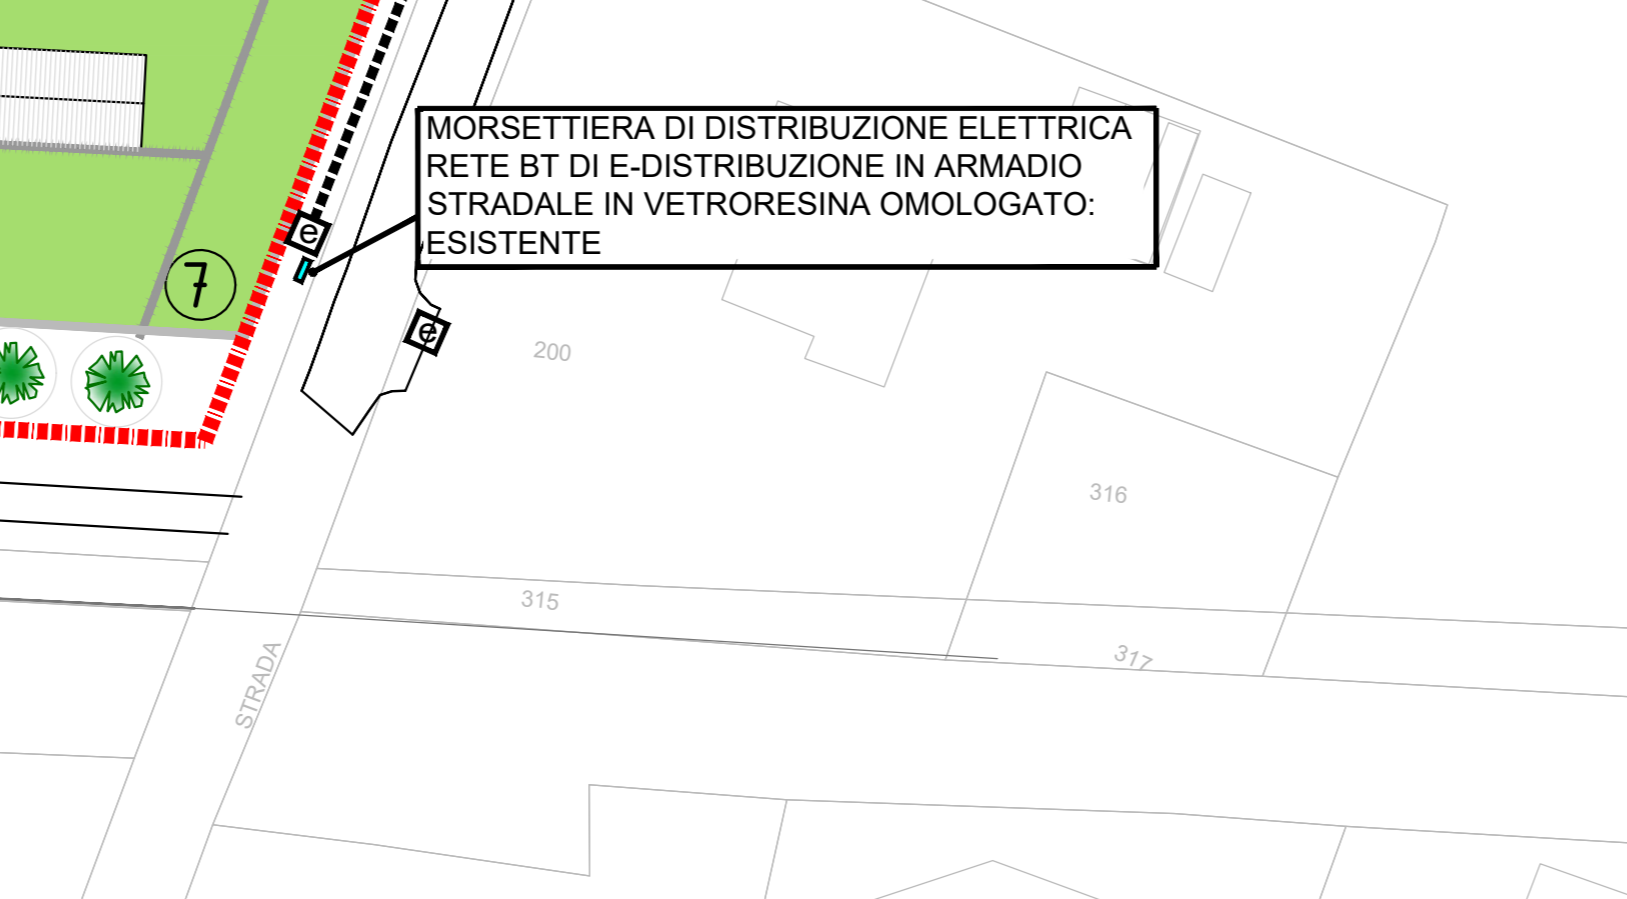 MORSETTIERA DI DISTRIBUZIONE ELETTRICA
RETE BT DI E-DISTRIBUZIONE IN ARMADIO
STRADALE IN VETRORESINA OMOLOGATO:
ESISTENTE
e
7
e
200
316
315
317
STRADA